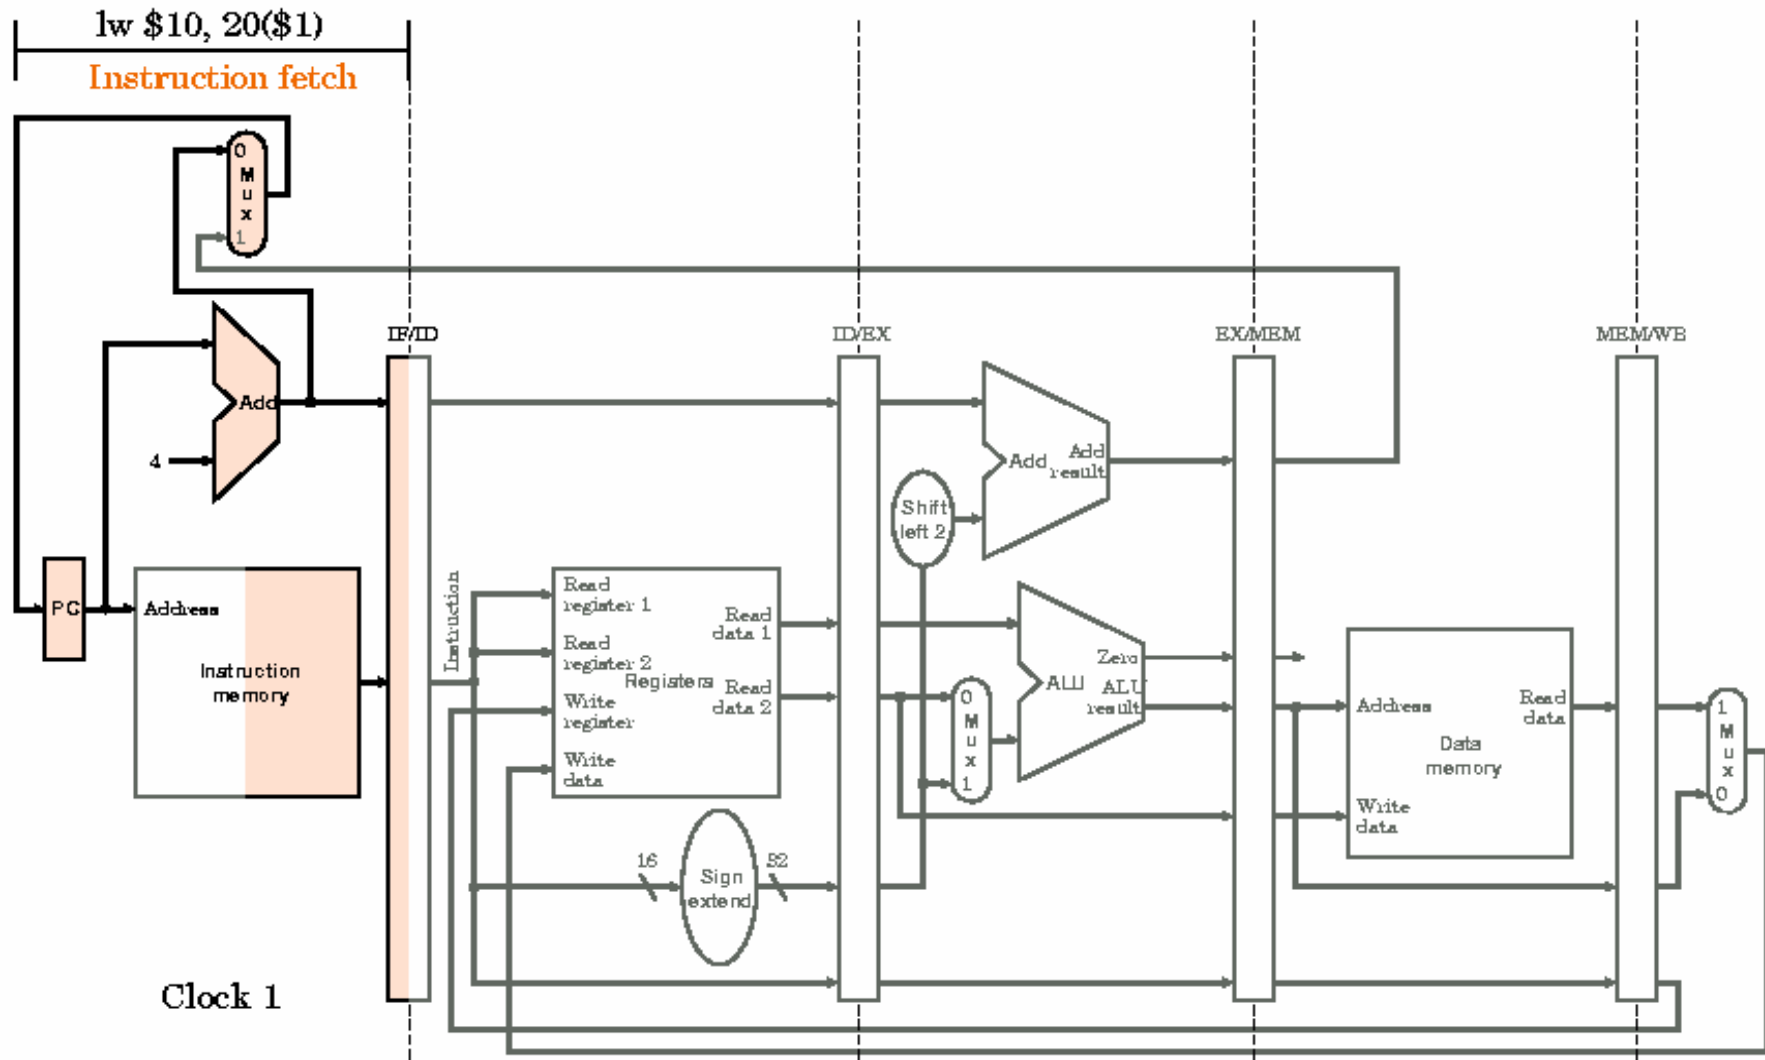 lw $10, 20($1)
Instruction fetch
0
M
u
x
1
IF/ID
ID/EX
EX/MEM
MEM/WB
Add
4
Add
Add
result
Shift
left 2
PC
Address
Instruction
memory
Instruction
Read
register 1
Read
register 2
Registers
Write
register
Write
data
Read
data 1
Read
data 2
0
M
u
x
1
Zero
ALU
ALU
result
Address
Read
data
Data
memory
Write
data
1
M
u
x
0
16
Sign
extend
32
Clock 1